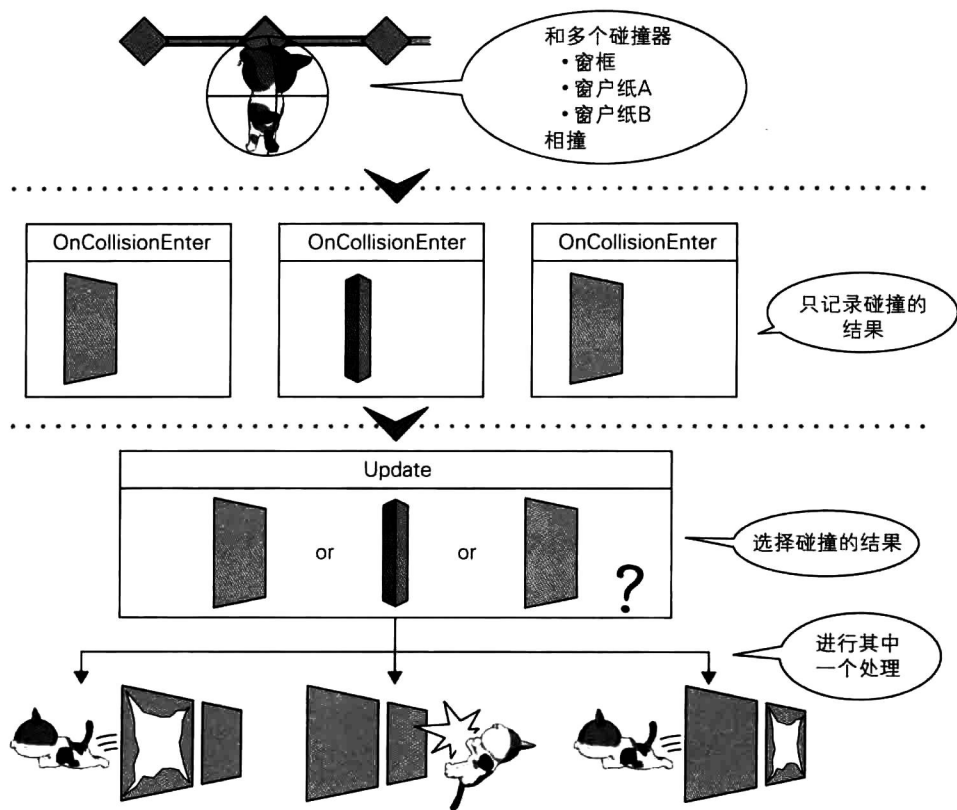 和多个碰撞器
•窗框
•窗户纸A
•窗户纸B
相撞
OnCollisionEnter
OnCollisionEnter
OnCollisionEnter
只记录碰撞的
结果
Update
or
or
?
选择碰撞的结果
进行其中
一个处理